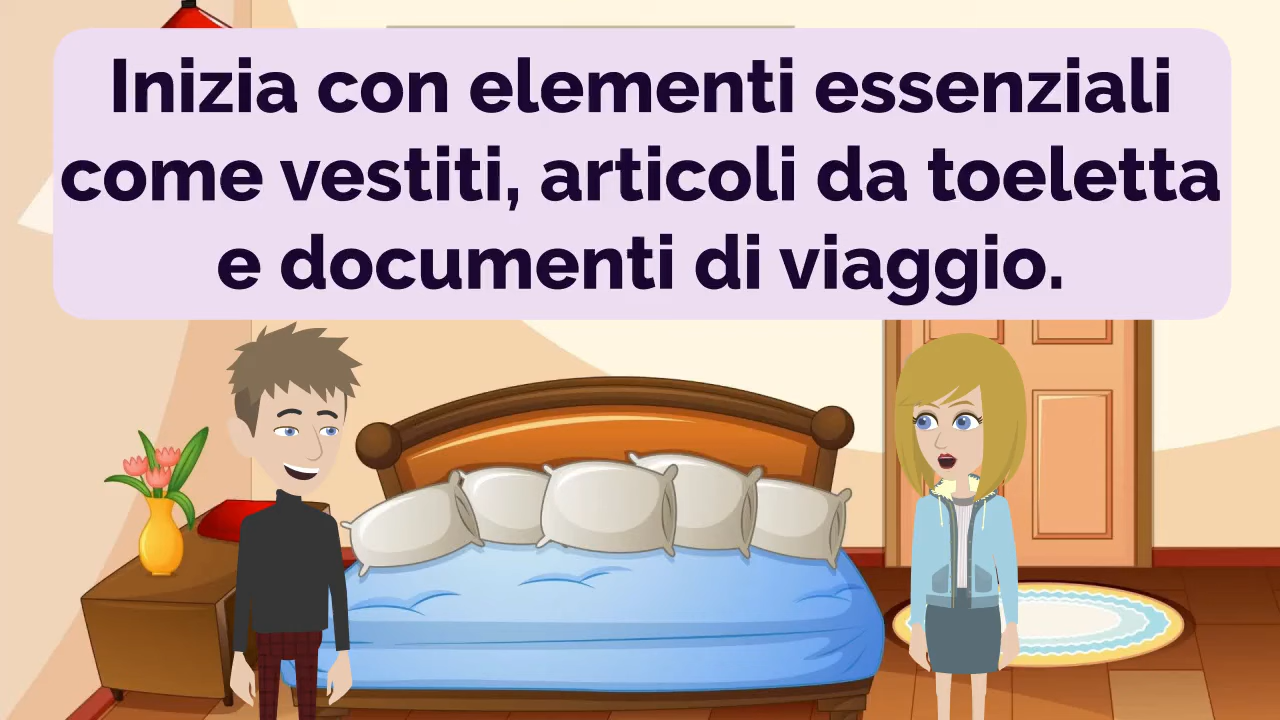 Inizia con elementi essenziali
come vestiti, articoli da toeletta
e documenti di viaggio.